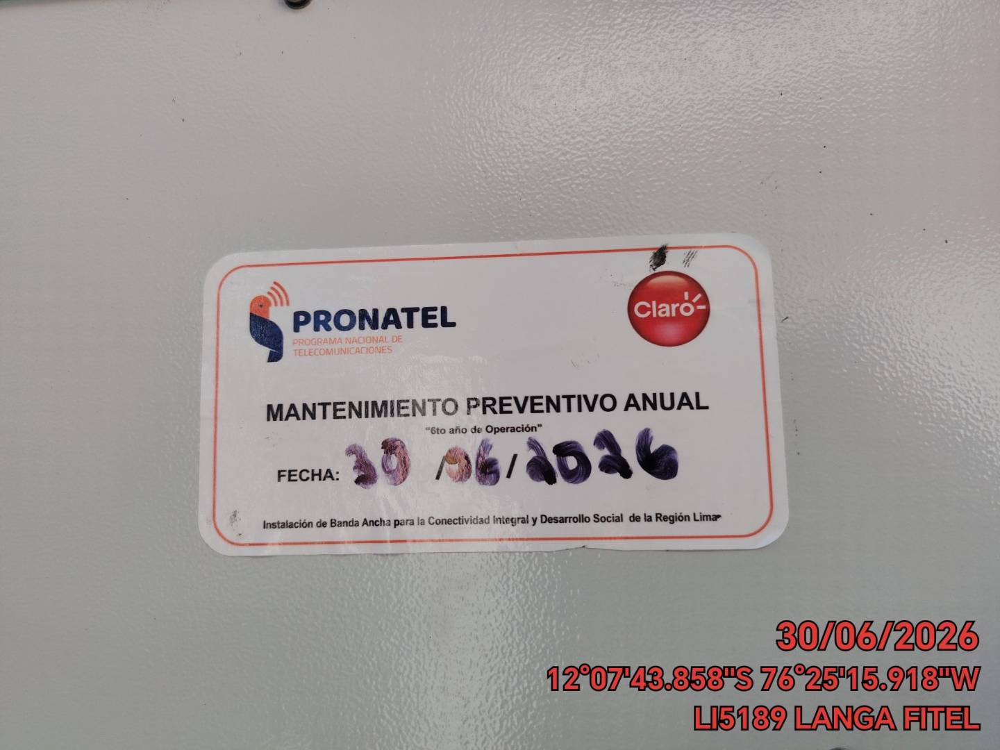 PRONATEL
PROGRAMA NACIONAL DE
TELECOMUNICACIONES
Claro
MANTENIMIENTO PREVENTIVO ANUAL
"6to año de Operación"
FECHA: 30/06/2026
Instalación de Banda Ancha para la Conectividad Integral y Desarrollo Social de la Región Lima
30/06/2026
12°07'43.858"S 76°25'15.918"W
LI5189 LANGA FITEL